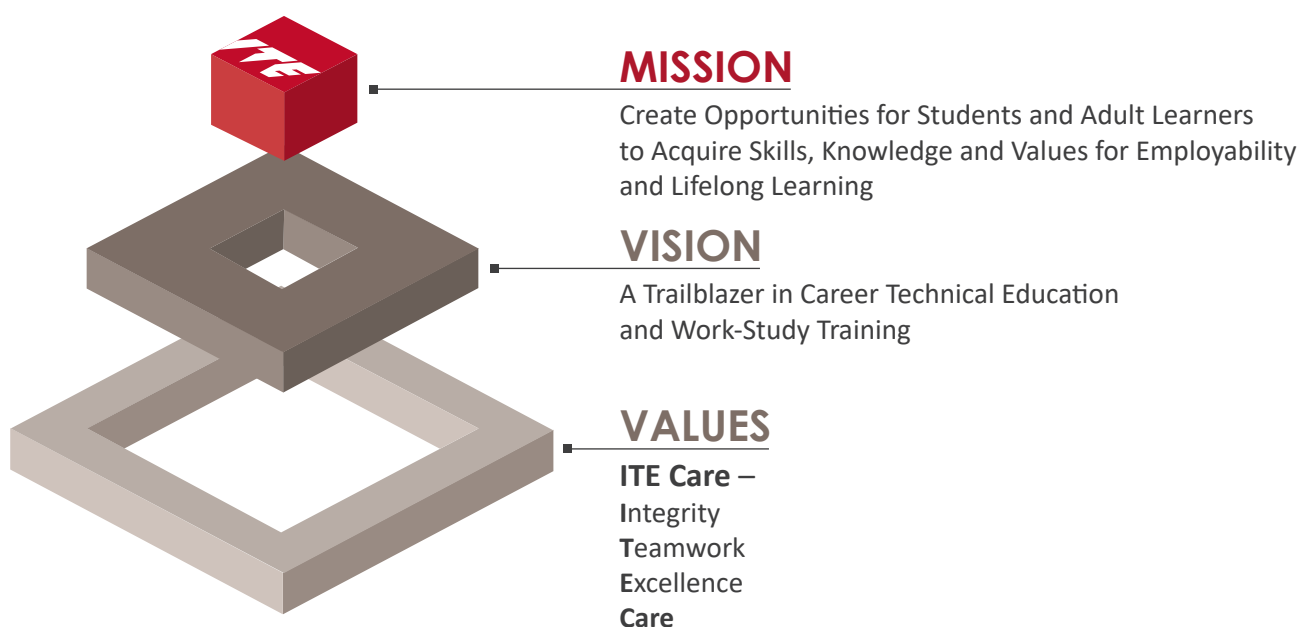 ITE
MISSION
Create Opportunities for Students and Adult Learners
to Acquire Skills, Knowledge and Values for Employability
and Lifelong Learning
VISION
A Trailblazer in Career Technical Education
and Work-Study Training
VALUES
ITE Care –
Integrity
Teamwork
Excellence
Care